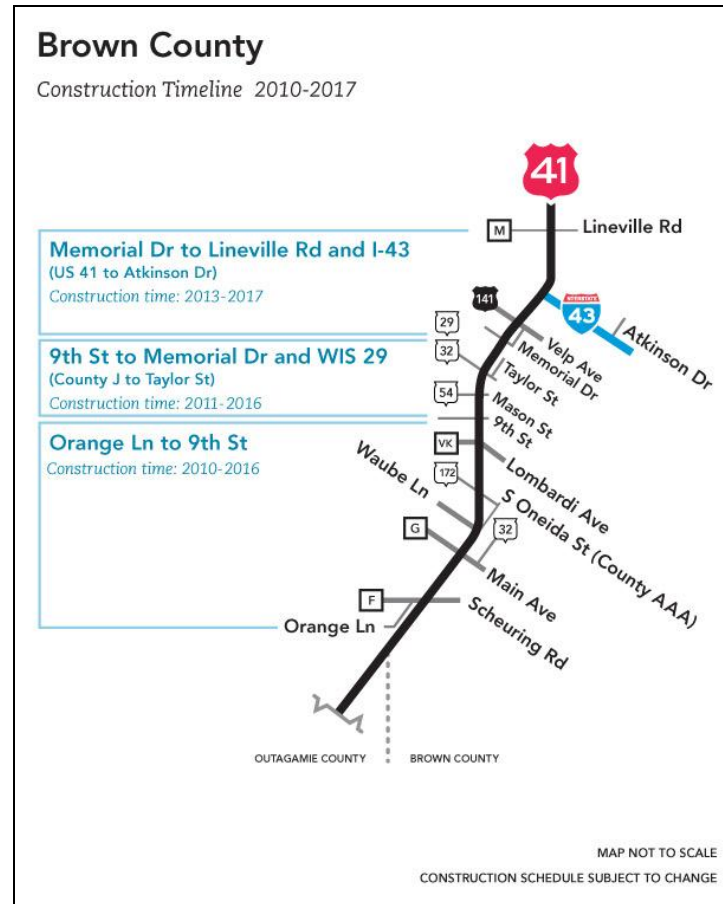 Brown County
Construction Timeline 2010-2017
41
M
Lineville Rd
Memorial Dr to Lineville Rd and I-43
(US 41 to Atkinson Dr)
Construction time: 2013-2017
141
INTERSTATE
43
Atkinson Dr
29
Velp Ave
Memorial Dr
32
Taylor St
9th St to Memorial Dr and WIS 29
(County J to Taylor St)
Construction time: 2011-2016
54
Mason St
9th St
Orange Ln to 9th St
Construction time: 2010-2016
VK
Lombardi Ave
172
Waube Ln
S Oneida St (County AAA)
G
32
Main Ave
F
Scheuring Rd
Orange Ln
OUTAGAMIE COUNTY
BROWN COUNTY
MAP NOT TO SCALE
CONSTRUCTION SCHEDULE SUBJECT TO CHANGE